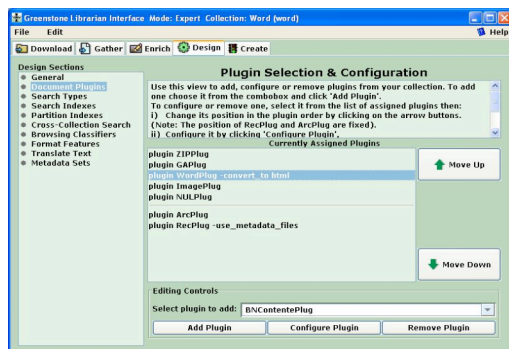 Greenstone Librarian Interface  Mode: Expert  Collection: Word (word)
File Edit Help
Download Gather Enrich Design Create
Design Sections
General
Document Plugins
Search Types
Search Indexes
Partition Indexes
Cross-Collection Search
Browsing Classifiers
Format Features
Translate Text
Metadata Sets
Plugin Selection & Configuration
Use this to view, add, configure or remove plugins from your collection. To add
one choose it from the combobox and click 'Add Plugin'.
To configure or remove one, select it from the list of assigned plugins then:
i) Change its position in the plugin order by clicking on the arrow buttons.
(Note: The position of RecPlug and ArcPlug are fixed).
ii) Configure it by clicking 'Configure Plugin'.
Currently Assigned Plugins
plugin ZIPPlug
plugin GAPlug
plugin WordPlug -convert_to html
plugin ImagePlug
plugin NULPlug
plugin ArcPlug
plugin RecPlug -use_metadata_files
Move Up
Move Down
Editing Controls
Select plugin to add: BNContentePlug
Add Plugin Configure Plugin Remove Plugin